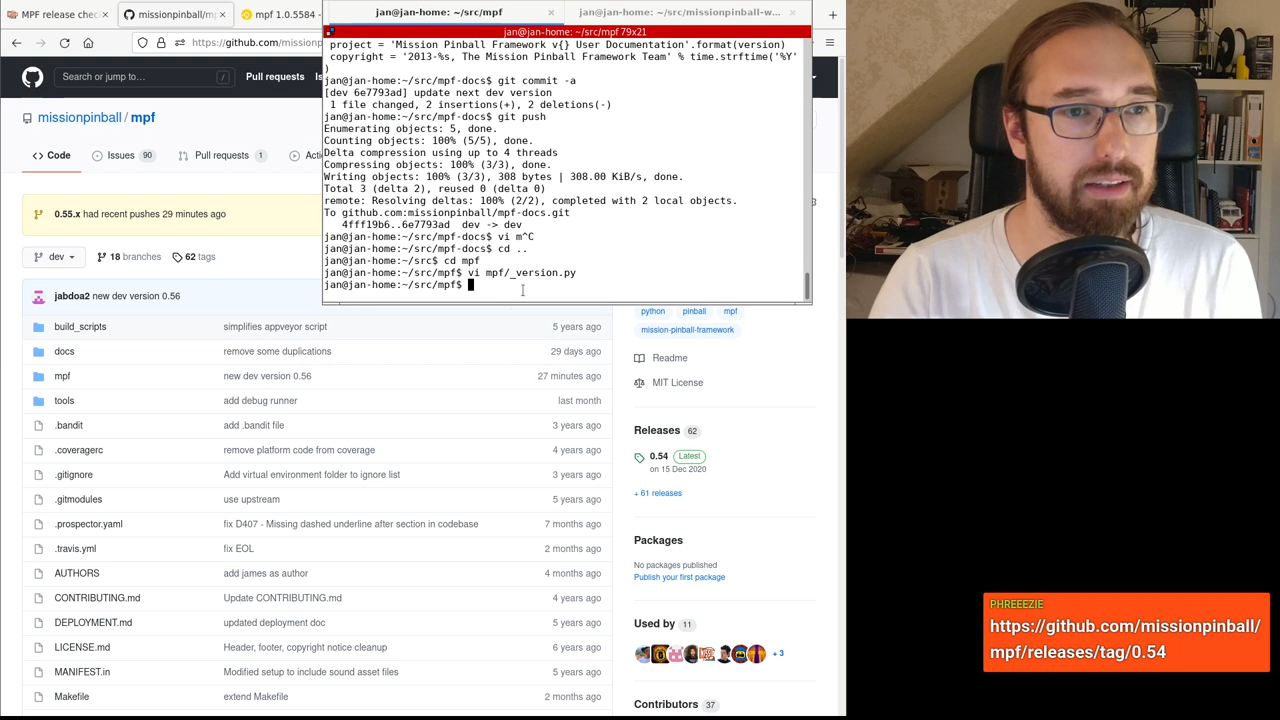 MPF release chec
missionpinball/mp
mpf 1.0.5584 -
jan@jan-home: ~/src/mpf
jan@jan-home: ~/src/missionpinball-w...
https://github.com/missionp
jan@jan-home: ~/src/mpf 79x21
project = 'Mission Pinball Framework v{} User Documentation'.format(version)
copyright = '2013-%s, The Mission Pinball Framework Team' % time.strftime('%Y'
)
jan@jan-home:~/src/mpf-docs$ git commit -a
[dev 6e7793ad] update next dev version
1 file changed, 2 insertions(+), 2 deletions(-)
jan@jan-home:~/src/mpf-docs$ git push
Enumerating objects: 5, done.
Counting objects: 100% (5/5), done.
Delta compression using up to 4 threads
Compressing objects: 100% (3/3), done.
Writing objects: 100% (3/3), 308 bytes | 308.00 KiB/s, done.
Total 3 (delta 2), reused 0 (delta 0)
remote: Resolving deltas: 100% (2/2), completed with 2 local objects.
To github.com:missionpinball/mpf-docs.git
4fff19b6..6e7793ad dev -> dev
jan@jan-home:~/src/mpf-docs$ vi m^C
jan@jan-home:~/src/mpf-docs$ cd ..
jan@jan-home:~/src$ cd mpf
jan@jan-home:~/src/mpf$ vi mpf/_version.py
jan@jan-home:~/src/mpf$
Search or jump to...
/
Pull requests
missionpinball / mpf
Code
Issues 90
Pull requests 1
0.55.x had recent pushes 29 minutes ago
dev
18 branches
62 tags
jabdoa2 new dev version 0.56
build_scripts simplifies appveyor script 5 years ago
docs remove some duplications 29 days ago
mpf new dev version 0.56 27 minutes ago
tools add debug runner last month
.bandit add .bandit file 3 years ago
.coveragerc remove platform code from coverage 4 years ago
.gitignore Add virtual environment folder to ignore list 3 years ago
.gitmodules use upstream 5 years ago
.prospector.yaml fix D407 - Missing dashed underline after section in codebase 7 months ago
.travis.yml fix EOL 2 months ago
AUTHORS add james as author 4 months ago
CONTRIBUTING.md Update CONTRIBUTING.md 4 years ago
DEPLOYMENT.md updated deployment doc 5 years ago
LICENSE.md Header, footer, copyright notice cleanup 6 years ago
MANIFEST.in Modified setup to include sound asset files 5 years ago
Makefile extend Makefile 2 months ago
python pinball mpf
mission-pinball-framework
Readme
MIT License
Releases 62
0.54 Latest
on 15 Dec 2020
+ 61 releases
Packages
No packages published
Publish your first package
Used by 11
+ 3
Contributors 37
PHREEEZIE
https://github.com/missionpinball/
mpf/releases/tag/0.54